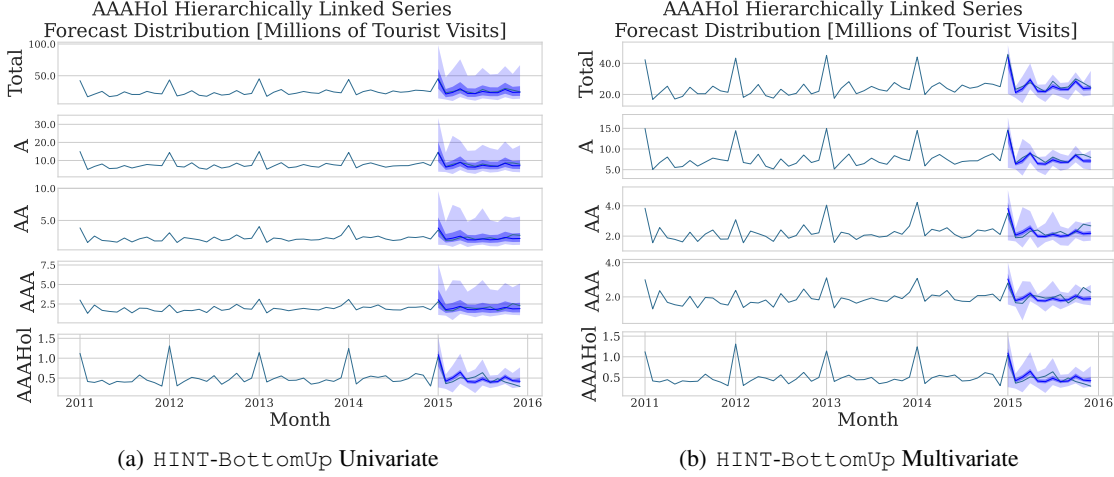 AAAHol Hierarchically Linked Series
Forecast Distribution [Millions of Tourist Visits]
Total
100.0
50.0
A
30.0
20.0
10.0
AA
10.0
5.0
AAA
7.5
5.0
2.5
AAAHol
1.5
1.0
0.5
2011 2012 2013 2014 2015 2016
Month
(a) HINT-BottomUp Univariate
AAAHol Hierarchically Linked Series
Forecast Distribution [Millions of Tourist Visits]
Total
40.0
20.0
A
15.0
10.0
5.0
AA
4.0
2.0
AAA
4.0
2.0
AAAHol
1.5
1.0
0.5
2011 2012 2013 2014 2015 2016
Month
(b) HINT-BottomUp Multivariate